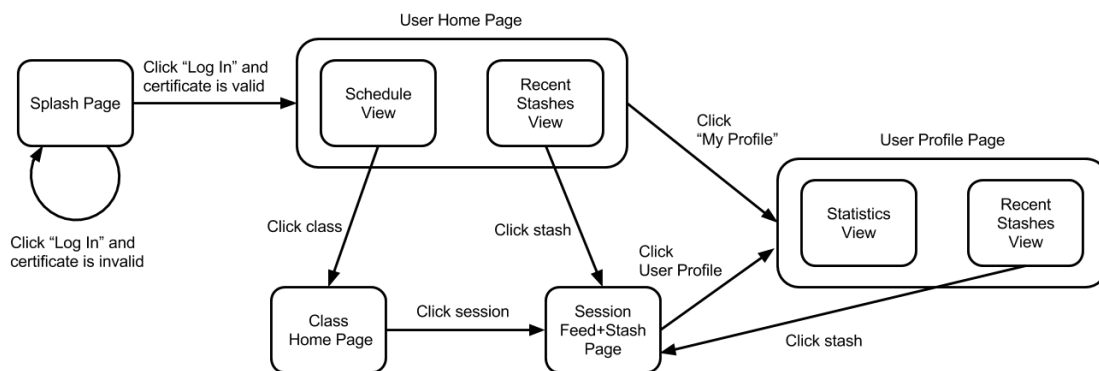 User Home Page
Click “Log In” and
certificate is valid
Splash Page
Schedule
View
Recent
Stashes
View
Click
“My Profile”
User Profile Page
Statistics
View
Recent
Stashes
View
Click “Log In” and
certificate is invalid
Click class
Click stash
Click
User Profile
Class
Home Page
Click session
Session
Feed+Stash
Page
Click stash